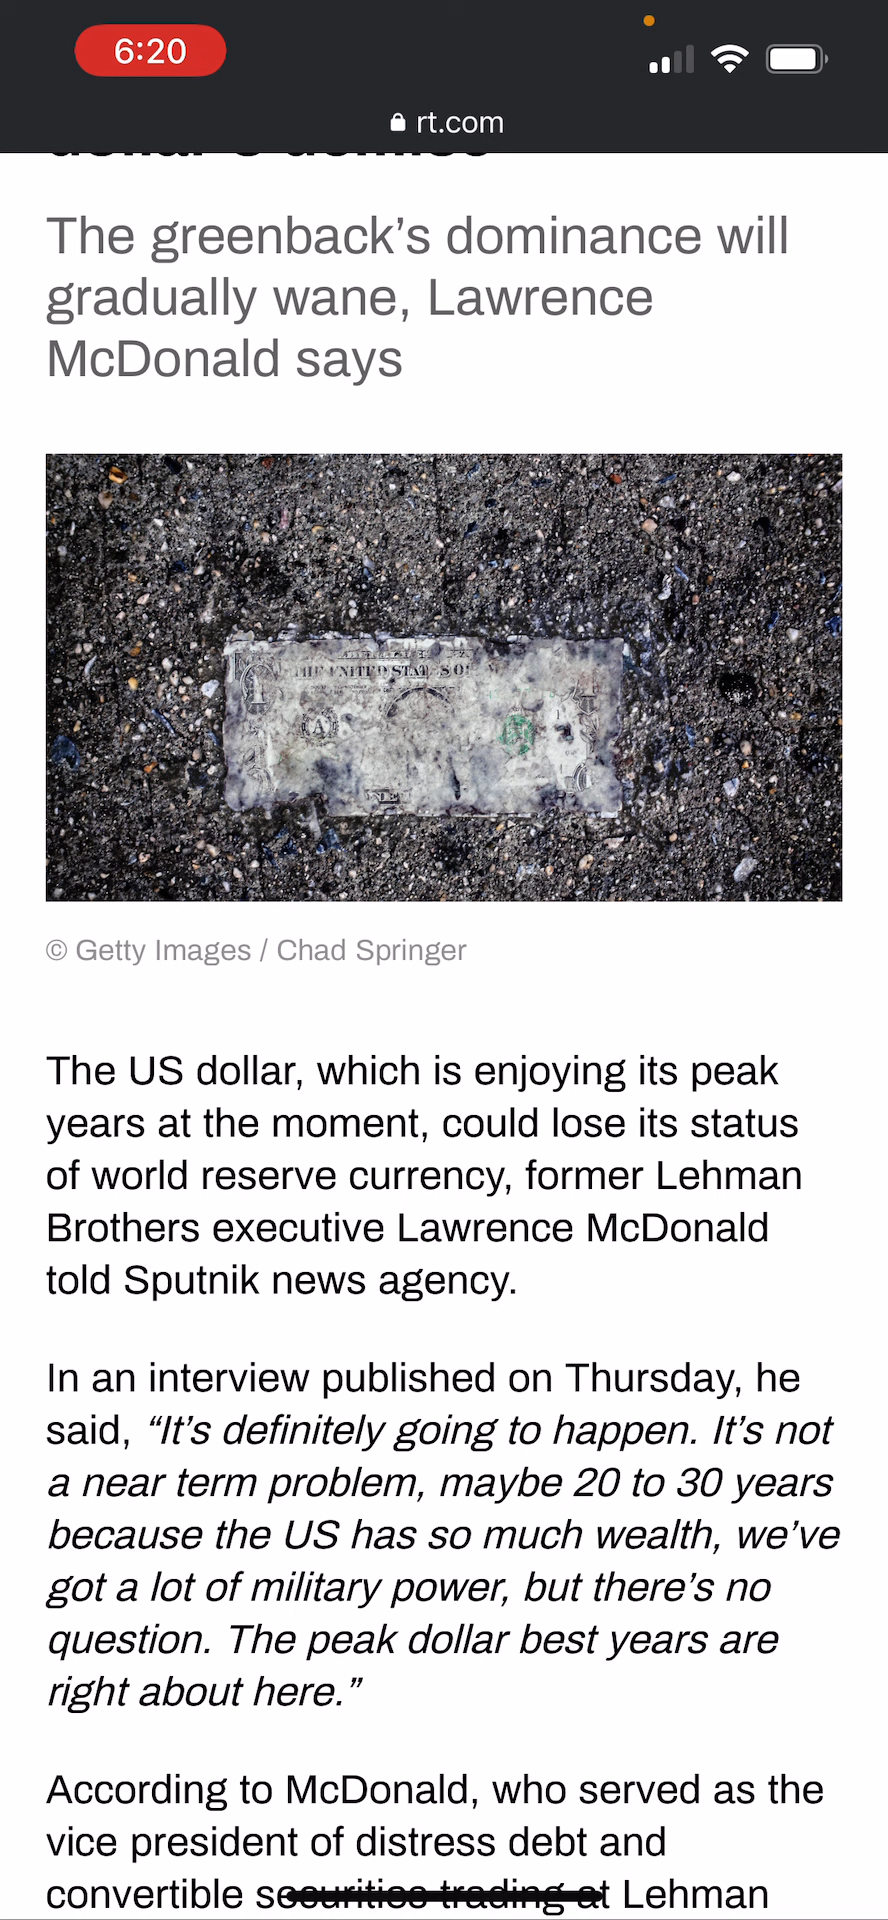 6:20
rt.com
The greenback’s dominance will
gradually wane, Lawrence
McDonald says
THE UNITED STATES OF
A
1
© Getty Images / Chad Springer
The US dollar, which is enjoying its peak
years at the moment, could lose its status
of world reserve currency, former Lehman
Brothers executive Lawrence McDonald
told Sputnik news agency.
In an interview published on Thursday, he
said, “It’s definitely going to happen. It’s not
a near term problem, maybe 20 to 30 years
because the US has so much wealth, we’ve
got a lot of military power, but there’s no
question. The peak dollar best years are
right about here.”
According to McDonald, who served as the
vice president of distress debt and
convertible securities trading at Lehman